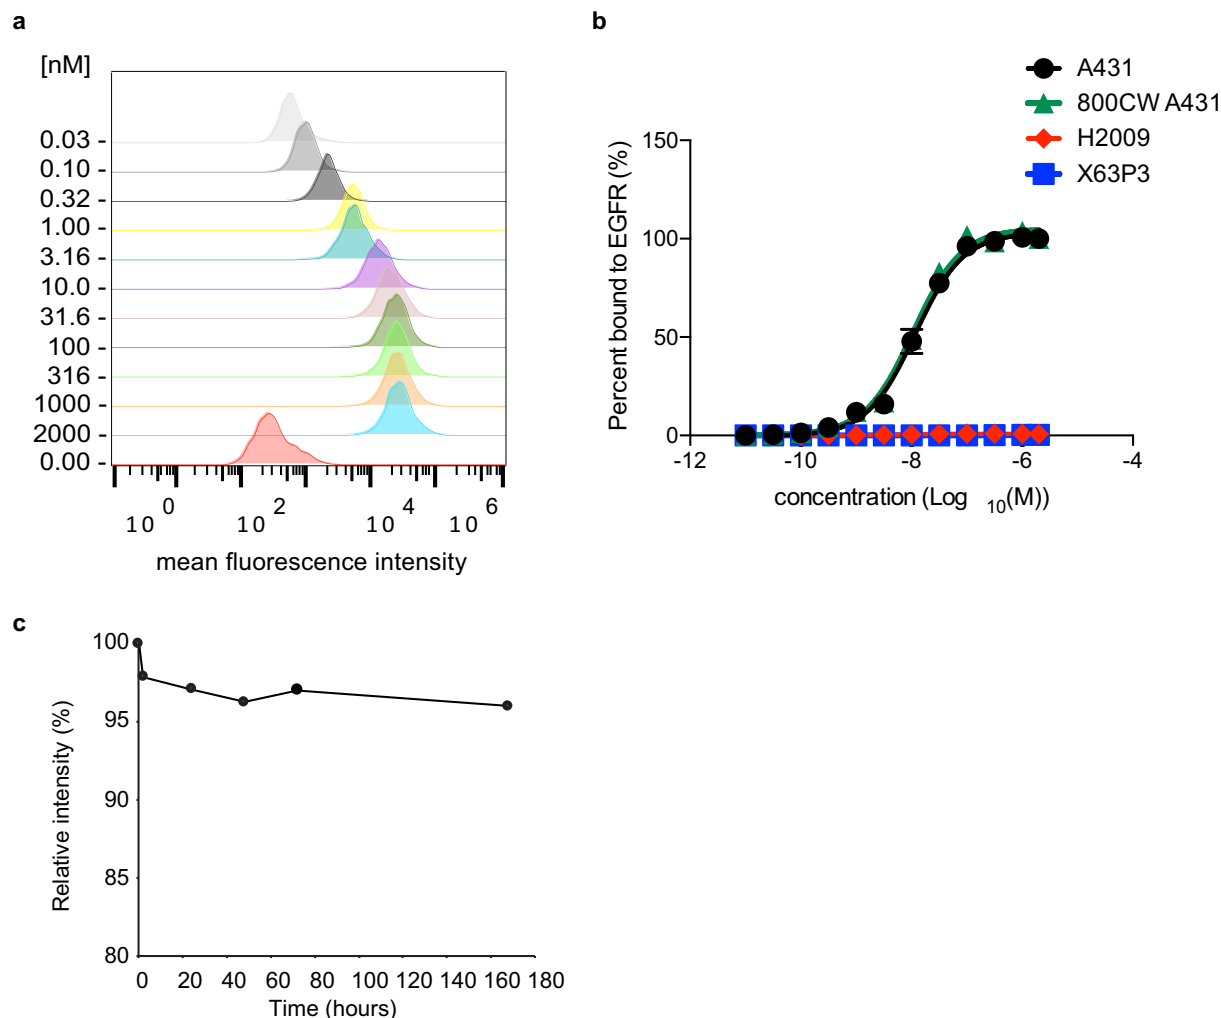 a
[nM]
0.03
0.10
0.32
1.00
3.16
10.0
31.6
100
316
1000
2000
0.00
10 0 10 2 10 4 10 6
mean fluorescence intensity
b
A431
800CW A431
H2009
X63P3
Percent bound to EGFR (%)
150
100
50
0
-12 -10 -8 -6 -4
concentration (Log 10(M))
c
Relative intensity (%)
100
95
90
85
80
0 20 40 60 80 100 120 140 160 180
Time (hours)